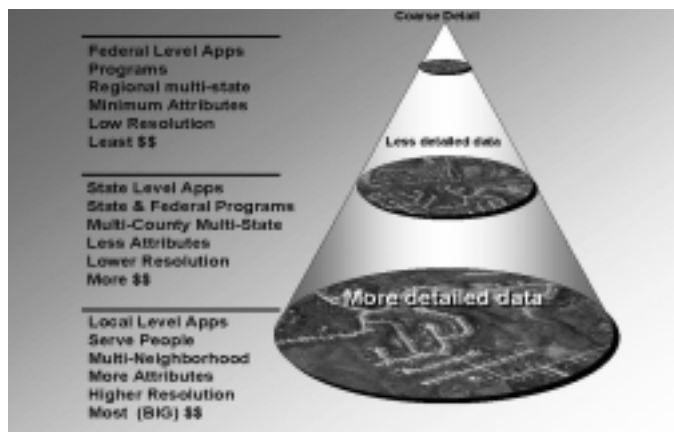 Coarse Detail
Federal Level Apps
Programs
Regional multi-state
Minimum Attributes
Low Resolution
Least $$
Less detailed data
State Level Apps
State & Federal Programs
Multi-County Multi-State
Less Attributes
Lower Resolution
More $$
More detailed data
Local Level Apps
Serve People
Multi-Neighborhood
More Attributes
Higher Resolution
Most (BIG) $$